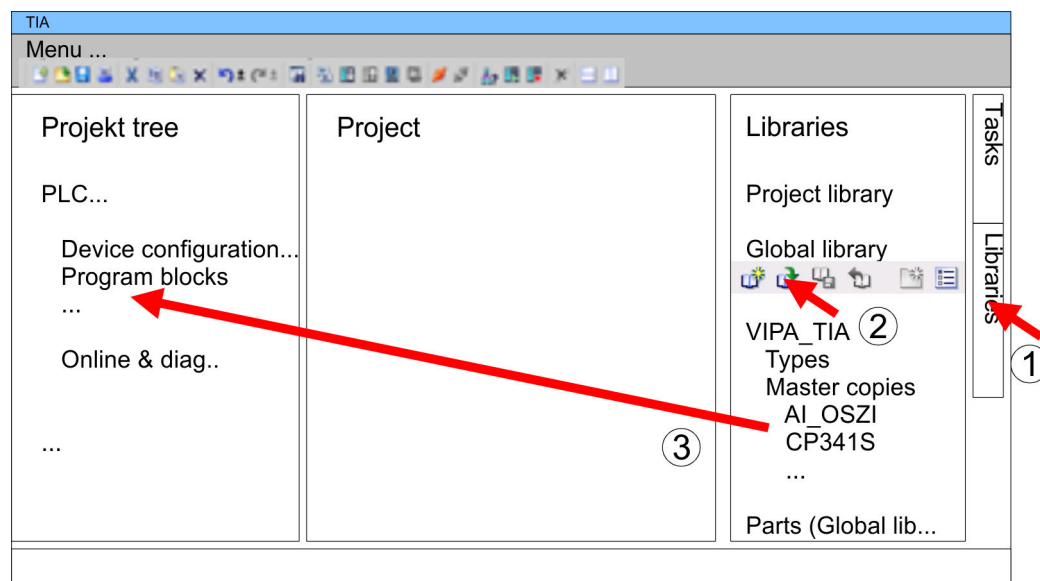 TIA
Menu ...
Projekt tree
PLC...
Device configuration...
Program blocks
...
Online & diag..
...
Project
③
Libraries
Project library
Global library
②
VIPA_TIA
Types
Master copies
AI_OSZI
CP341S
...
Parts (Global lib...
Tasks
Libraries
①